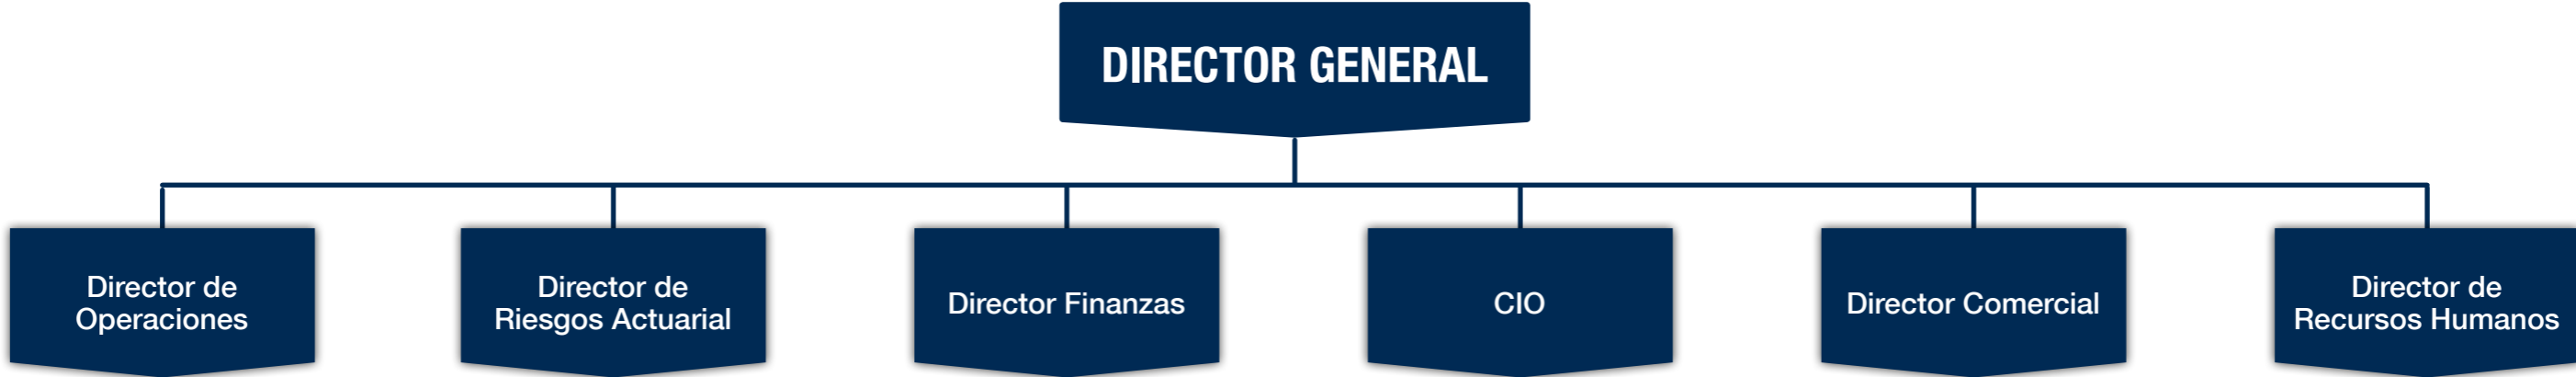 DIRECTOR GENERAL
Director de
Operaciones
Director de
Riesgos Actuarial
Director Finanzas
CIO
Director Comercial
Director de
Recursos Humanos